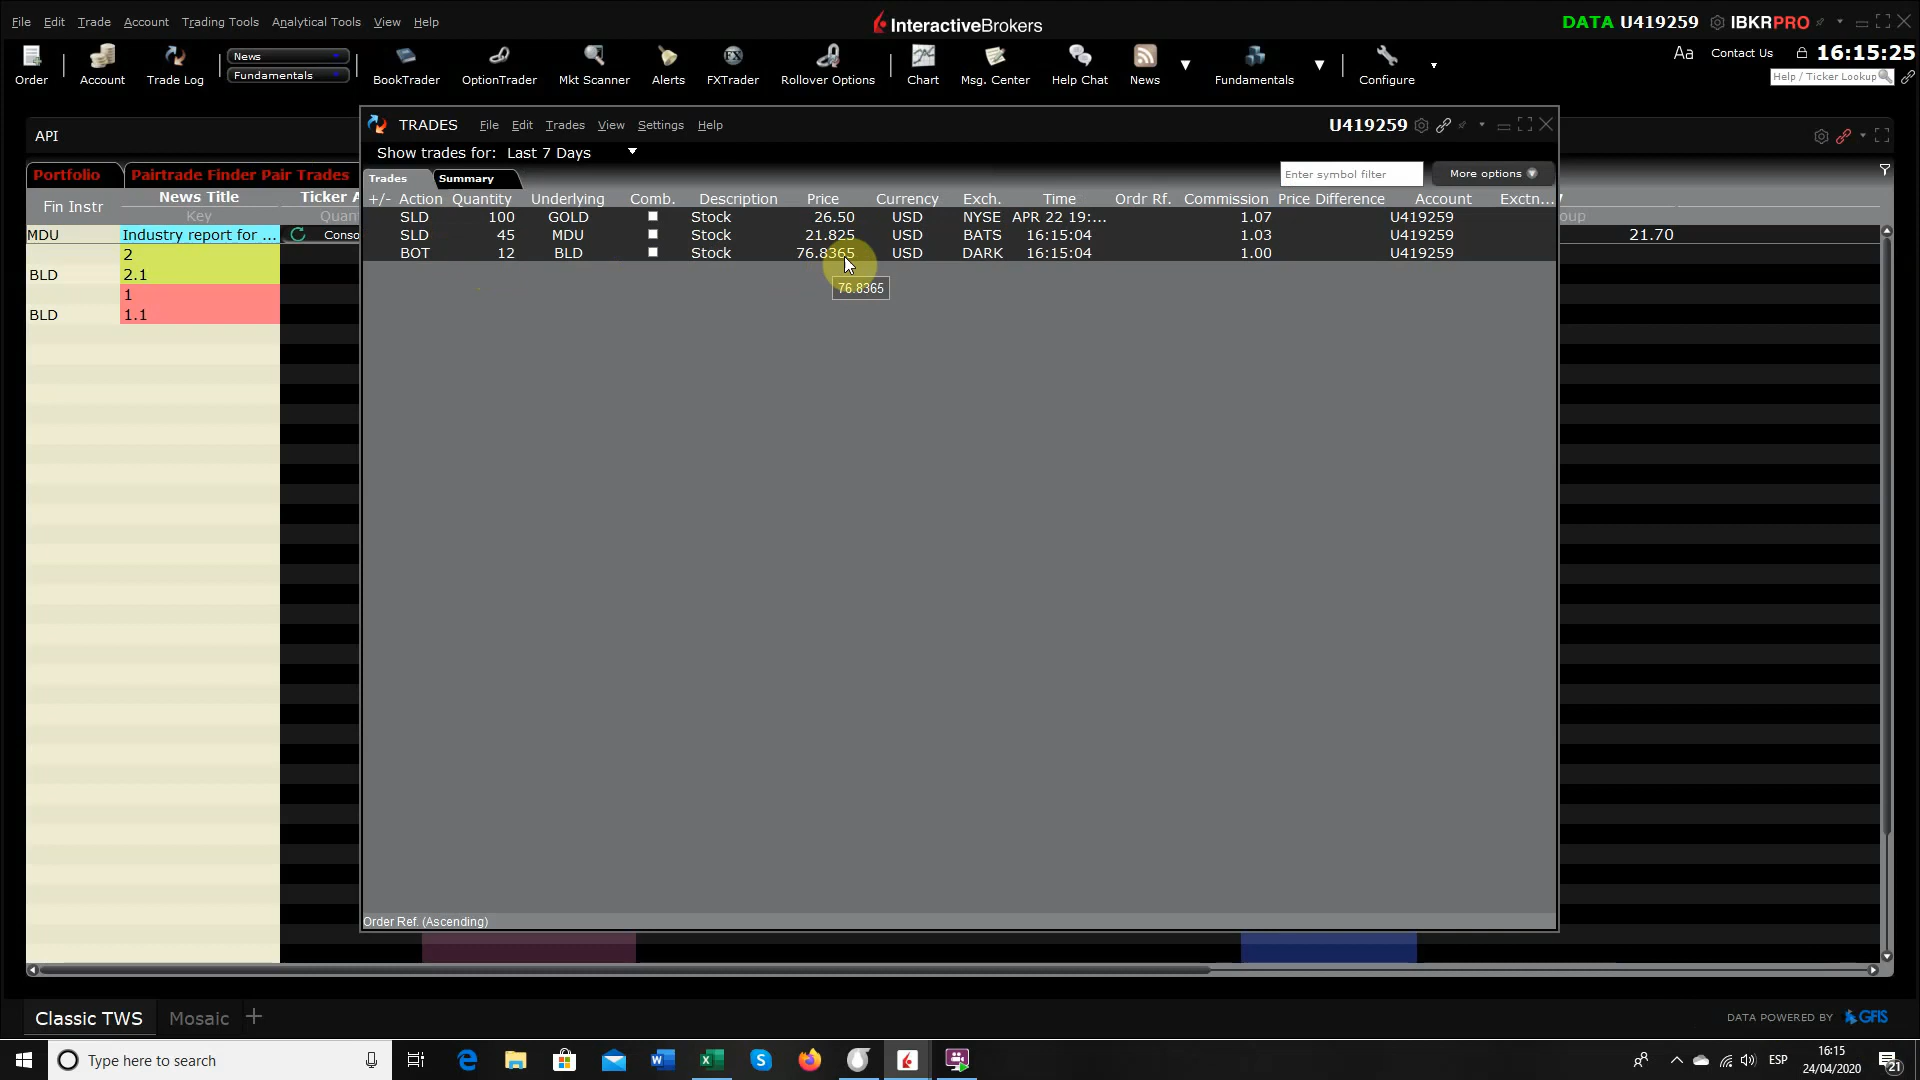 File Edit Trade Account Trading Tools Analytical Tools View Help
InteractiveBrokers
DATA U419259 IBKRPRO
Order
Account
Trade Log
News
Fundamentals
BookTrader
OptionTrader
Mkt Scanner
Alerts
FXTrader
Rollover Options
Chart
Msg. Center
Help Chat
News
Fundamentals
Configure
Aa Contact Us 16:15:25
Help / Ticker Lookup
API
Portfolio Pairtrade Finder Pair Trades
Fin Instr News Title Ticker A
Key Quan
MDU Industry report for ... Conso
2
BLD 2.1
1
BLD 1.1
TRADES File Edit Trades View Settings Help U419259
Show trades for: Last 7 Days
Trades Summary Enter symbol filter More options
+/- Action Quantity Underlying Comb. Description Price Currency Exch. Time Ordr Rf. Commission Price Difference Account Exctn...
SLD 100 GOLD Stock 26.50 USD NYSE APR 22 19:... 1.07 U419259
SLD 45 MDU Stock 21.825 USD BATS 16:15:04 1.03 U419259
BOT 12 BLD Stock 76.8365 USD DARK 16:15:04 1.00 U419259
76.8365
Order Ref. (Ascending)
oup
21.70
Classic TWS Mosaic +
DATA POWERED BY GFIS
Type here to search
ESP
16:15
24/04/2020
21